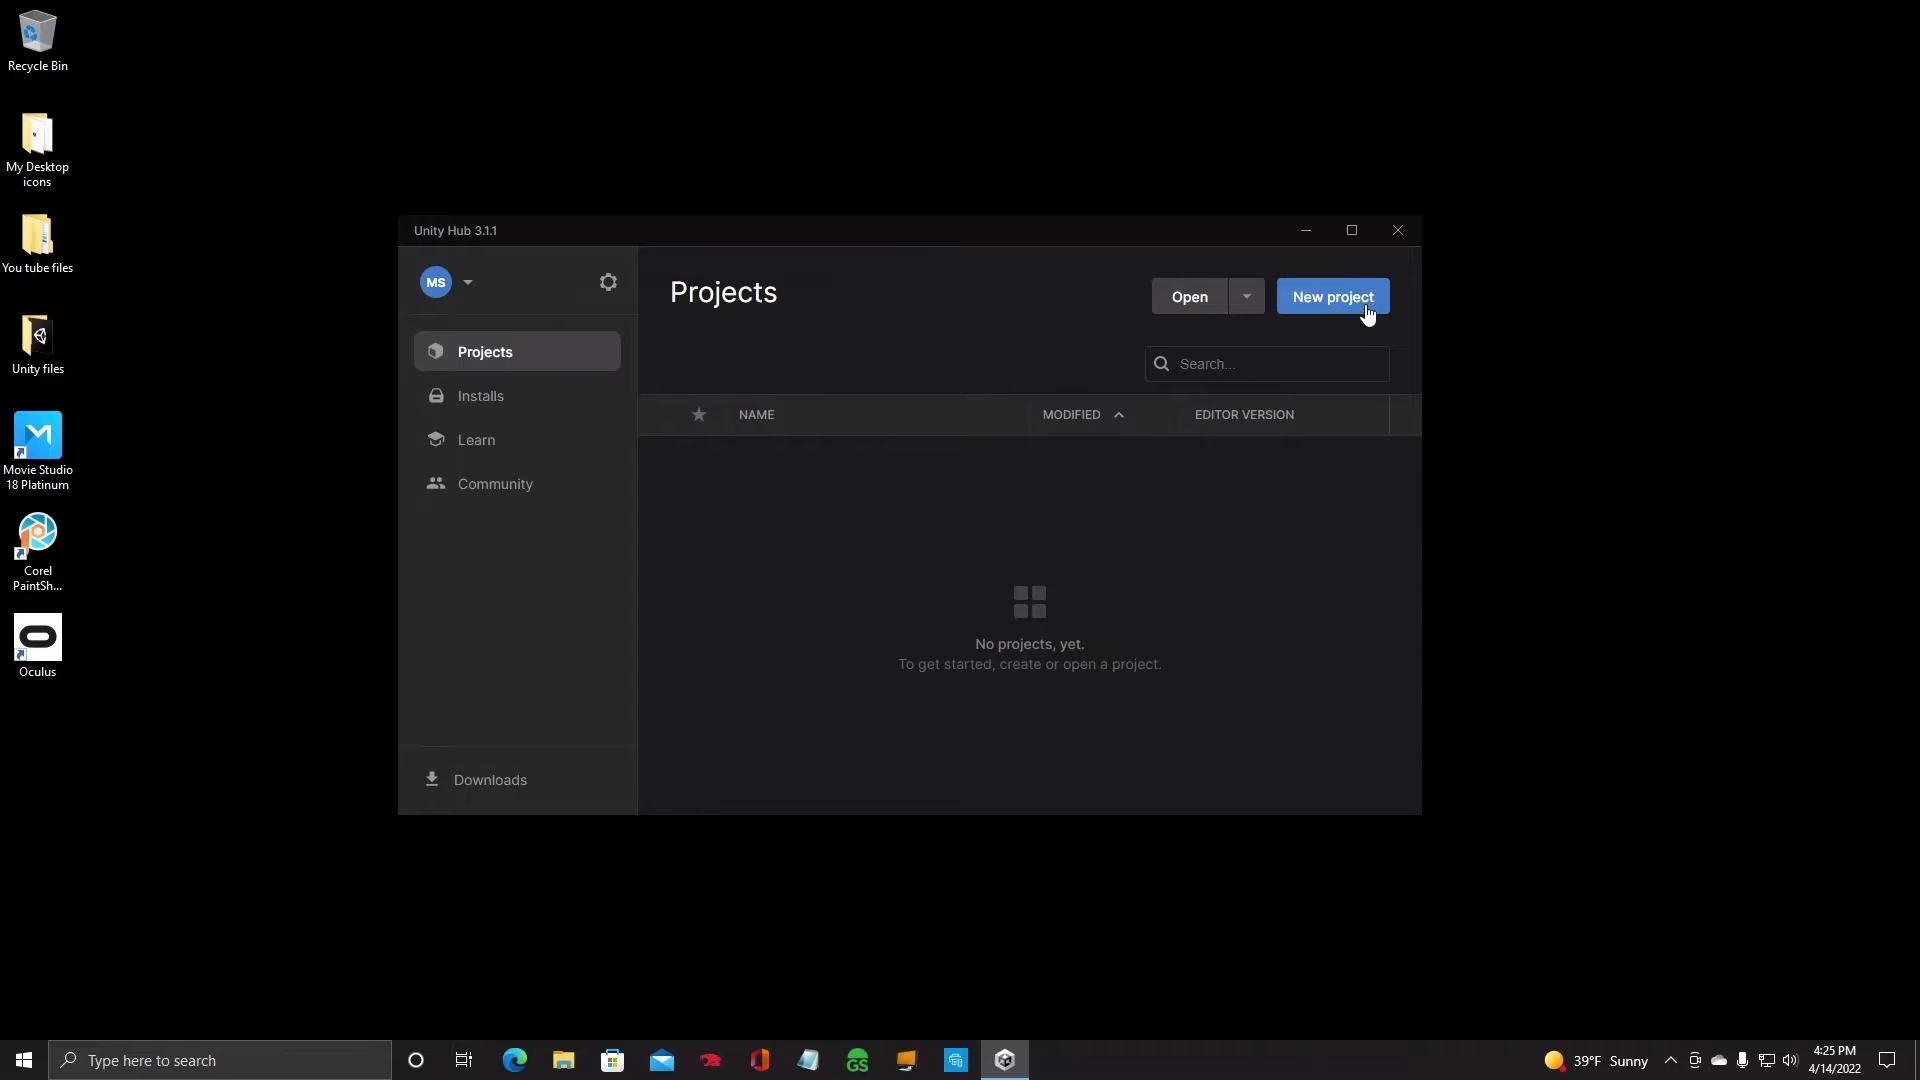 Recycle Bin
My Desktop
icons
You tube files
Unity files
Movie Studio
18 Platinum
Corel
PaintSh...
Oculus
Unity Hub 3.1.1
MS
Projects
Installs
Learn
Community
Downloads
Projects
Open
New project
Search...
NAME
MODIFIED
EDITOR VERSION
No projects, yet.
To get started, create or open a project.
Type here to search
GS
39°F Sunny
4:25 PM
4/14/2022